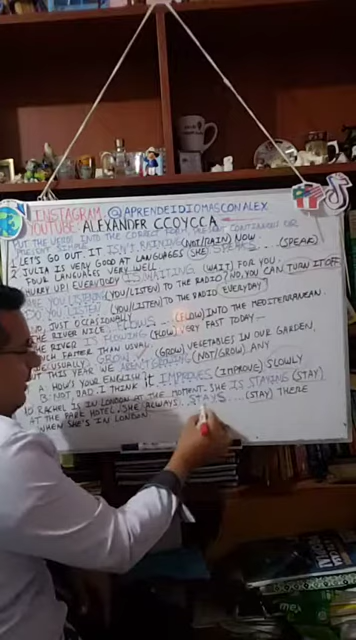 INSTAGRAM: @APRENDEIDIOMASCONALEX
YOUTUBE: ALEXANDER CCOYCCA
PUT THE VERB INTO THE CORRECT FORM, CONTINUOUS OR
PRESENT SIMPLE
1 LET'S GO OUT. IT ISN'T RAINING (NOT/RAIN) NOW
2 JULIA IS VERY GOOD AT LANGUAGES (SHE) SPEAKS.... (SPEAK)
FOUR LANGUAGES VERY WELL
HURRY UP! EVERYBODY IS WAITING (WAIT) FOR YOU.
ARE YOU LISTENING (YOU/LISTEN) TO THE RADIO? NO, YOU CAN TURN IT OFF
DO YOU LISTEN (YOU/LISTEN) TO THE RADIO EVERYDAY?
NO, JUST OCCASIONALLY
THE RIVER NILE FLOWS.... (FLOW) INTO THE MEDITERRANEAN.
THE RIVER IS FLOWING (FLOW) VERY FAST TODAY
MUCH FASTER THAN USUAL
USUALLY GROW (GROW) VEGETABLES IN OUR GARDEN,
BUT THIS YEAR WE AREN'T GROWING (NOT/GROW) ANY
A HOW'S YOUR ENGLISH?
B: NOT BAD. I THINK IT IMPROVES (IMPROVE) SLOWLY
RACHEL IS IN LONDON AT THE MOMENT. SHE IS STAYING (STAY)
AT THE PARK HOTEL. SHE ALWAYS.. STAYS.... (STAY) THERE
WHEN SHE'S IN LONDON